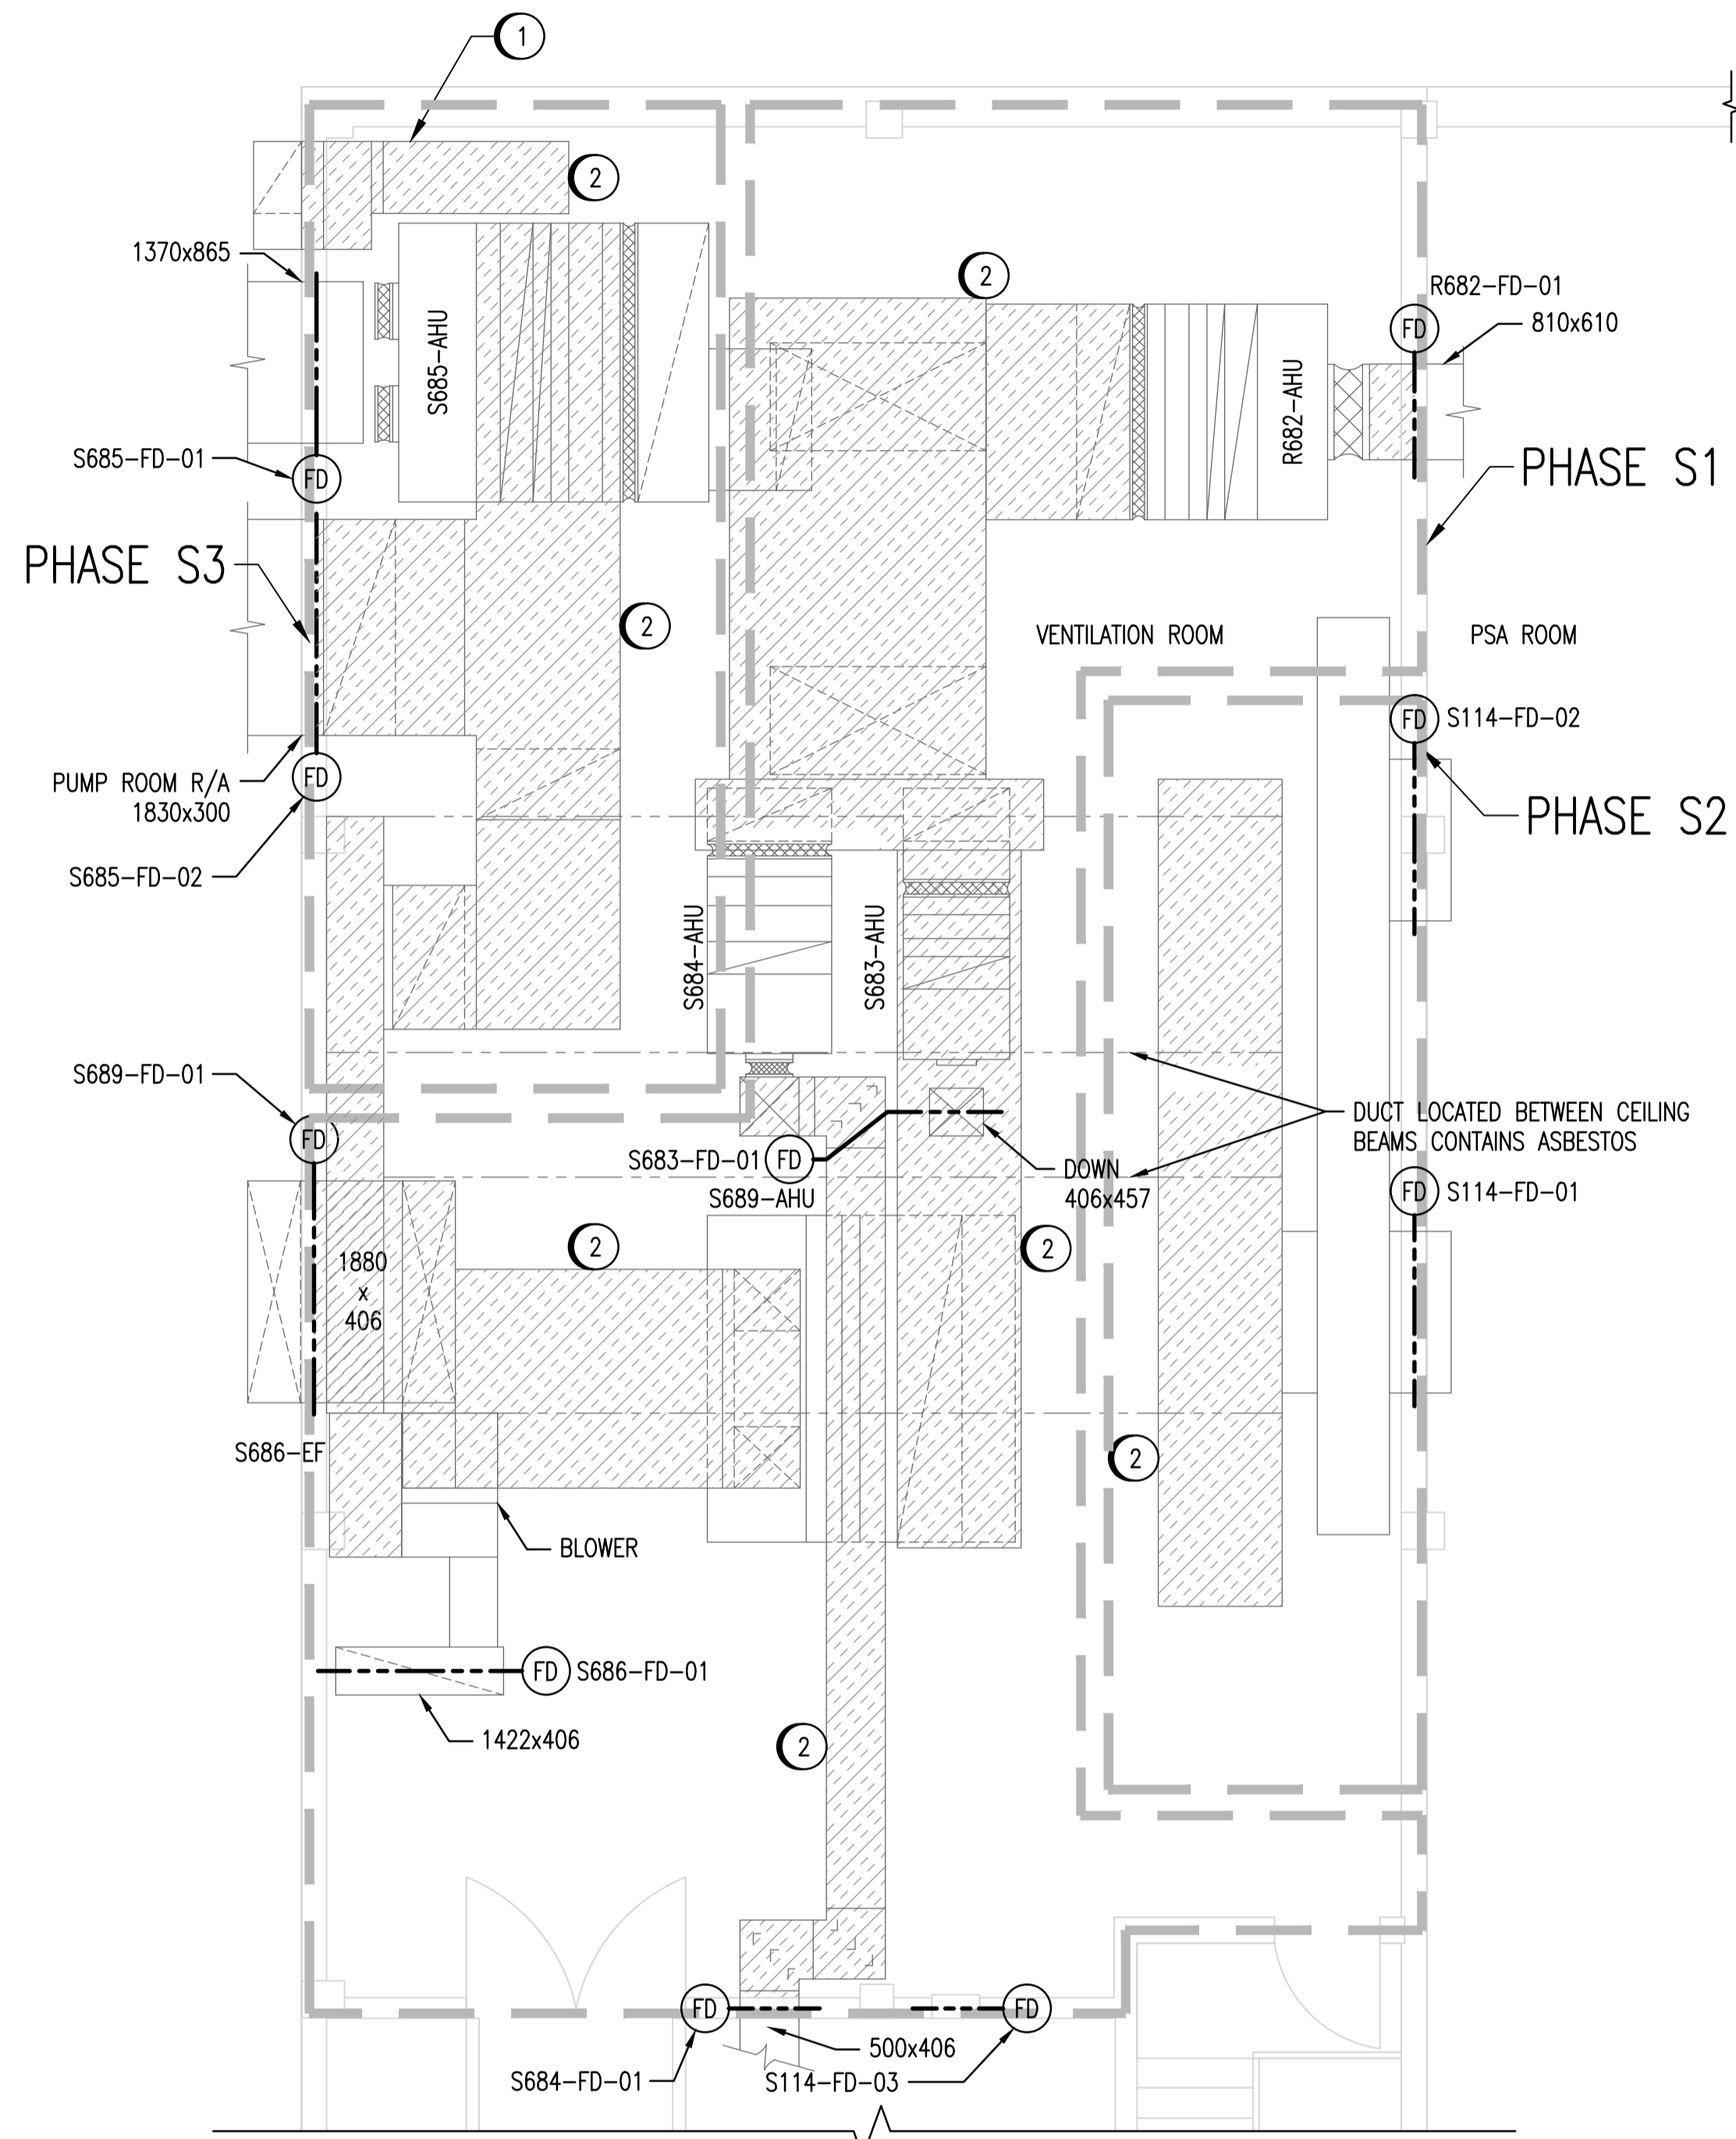 1
2
1370x865
2
R682-FD-01
FD
810x610
S685-AHU
R682-AHU
S685-FD-01
FD
PHASE S1
PHASE S3
2
VENTILATION ROOM
PSA ROOM
FD
S114-FD-02
PUMP ROOM R/A
1830x300
FD
PHASE S2
S685-FD-02
S684-AHU
S683-AHU
S689-FD-01
FD
DUCT LOCATED BETWEEN CEILING
BEAMS CONTAINS ASBESTOS
S683-FD-01
FD
DOWN
406x457
S689-AHU
FD
S114-FD-01
2
2
1880
x
406
S686-EF
2
BLOWER
FD
S686-FD-01
1422x406
2
FD
FD
500x406
S684-FD-01
S114-FD-03